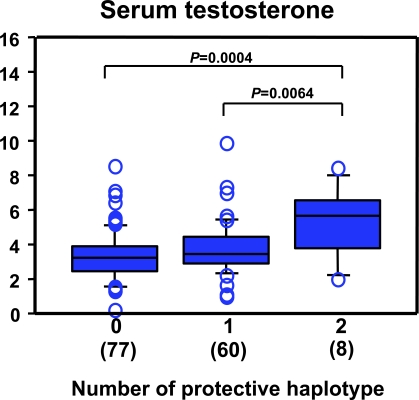 Serum testosterone
16
P=0.0004
14
P=0.0064
12
10
8
6
4
2
0
0 1 2
(77) (60) (8)
Number of protective haplotype